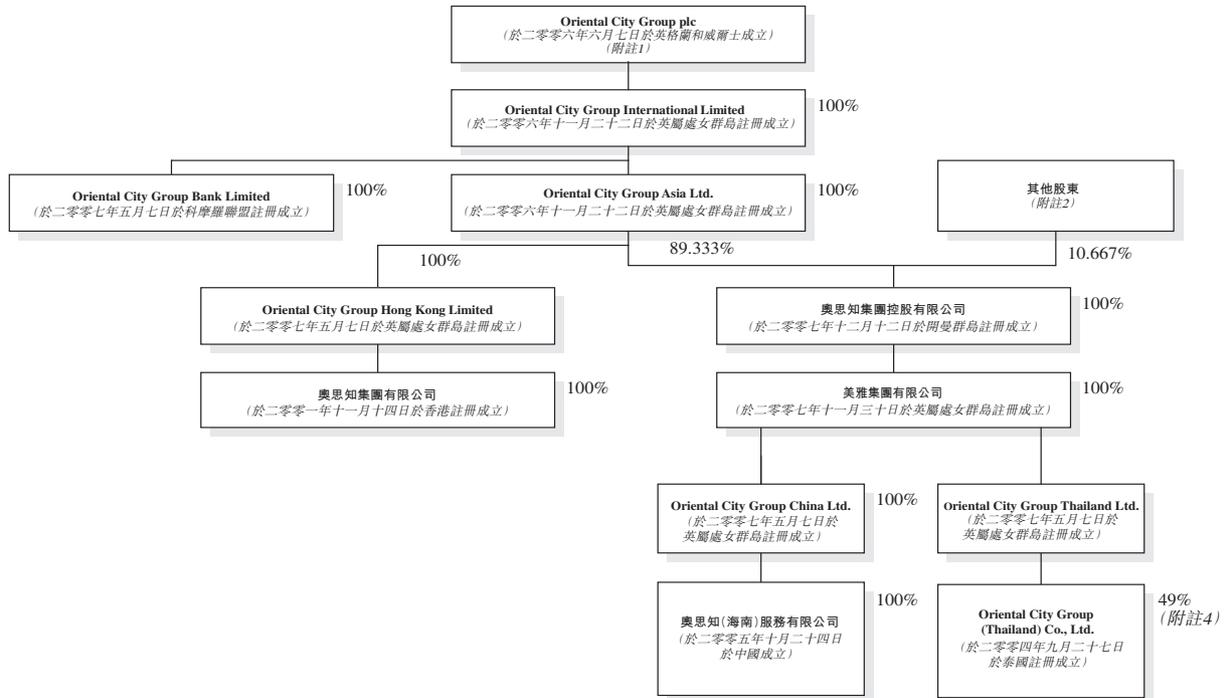 Oriental City Group plc
(於二零零六年六月七日於英格蘭和威爾士成立)
(附註1)
Oriental City Group International Limited
(於二零零六年十一月二十二日於英屬處女群島註冊成立)
100%
Oriental City Group Bank Limited
(於二零零七年五月七日於科摩羅聯盟註冊成立)
100%
Oriental City Group Asia Ltd.
(於二零零六年十一月二十二日於英屬處女群島註冊成立)
100%
其他股東
(附註2)
100%
89.333%
10.667%
Oriental City Group Hong Kong Limited
(於二零零七年五月七日於英屬處女群島註冊成立)
奧思知集團控股有限公司
(於二零零七年十二月十二日於開曼群島註冊成立)
100%
奧思知集團有限公司
(於二零零一年十一月十四日於香港註冊成立)
100%
美雅集團有限公司
(於二零零七年十一月三十日於英屬處女群島註冊成立)
100%
Oriental City Group China Ltd.
(於二零零七年五月七日於
英屬處女群島註冊成立)
100%
Oriental City Group Thailand Ltd.
(於二零零七年五月七日於
英屬處女群島註冊成立)
奧思知(海南)服務有限公司
(於二零零五年十月二十四日
於中國成立)
100%
Oriental City Group
(Thailand) Co., Ltd.
(於二零零四年九月二十七日
於泰國註冊成立)
49%
(附註4)